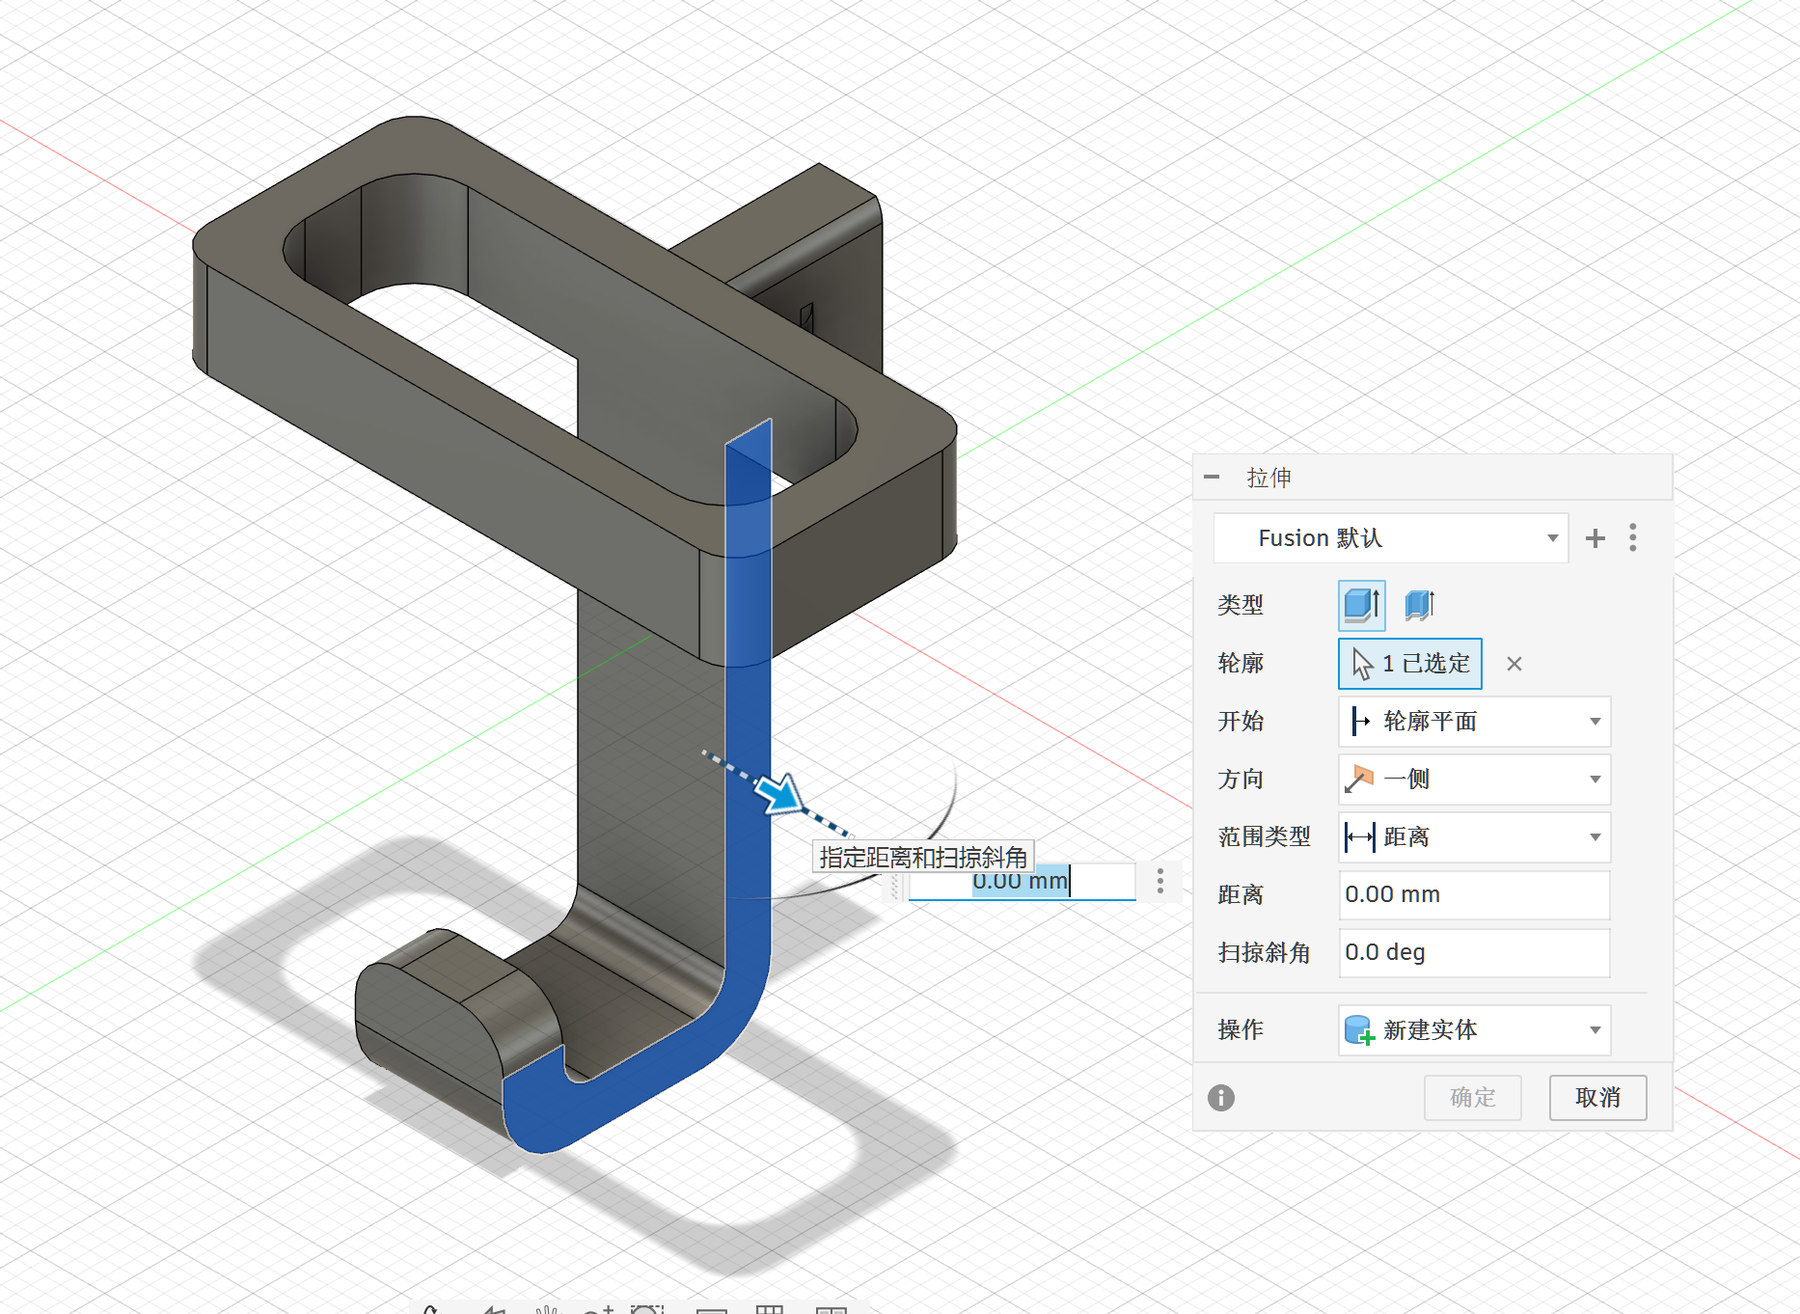 拉伸
Fusion 默认
类型
轮廓 1 已选定
开始 轮廓平面
方向 一侧
范围类型 距离
距离 0.00 mm
扫掠斜角 0.0 deg
操作 新建实体
确定 取消
指定距离和扫掠斜角
0.00 mm